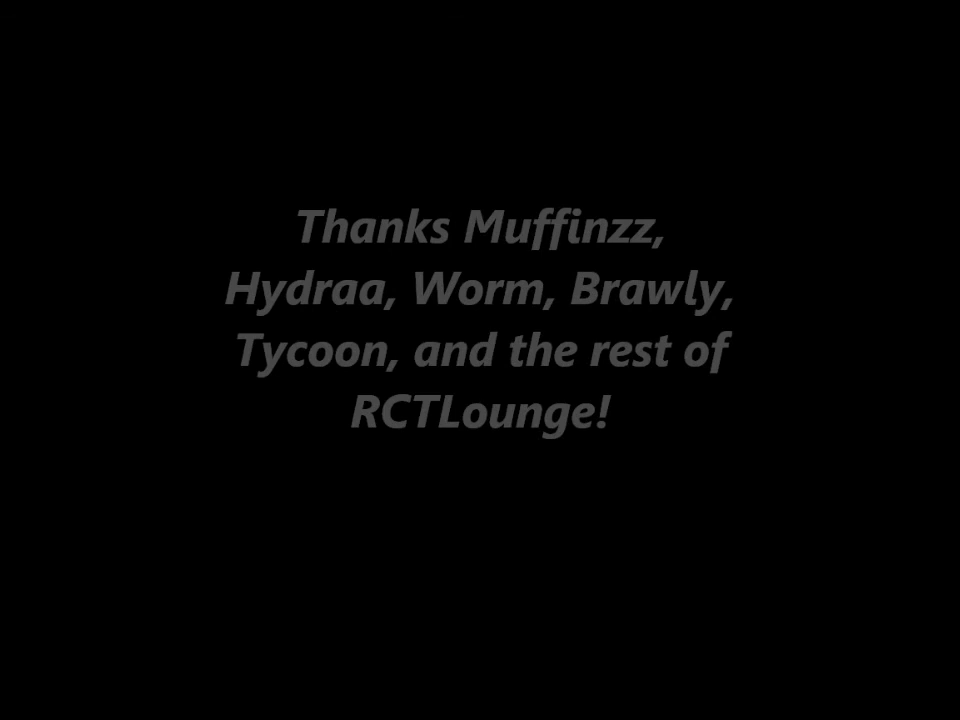 Thanks Muffinzz,
Hydraa, Worm, Brawly,
Tycoon, and the rest of
RCTLounge!